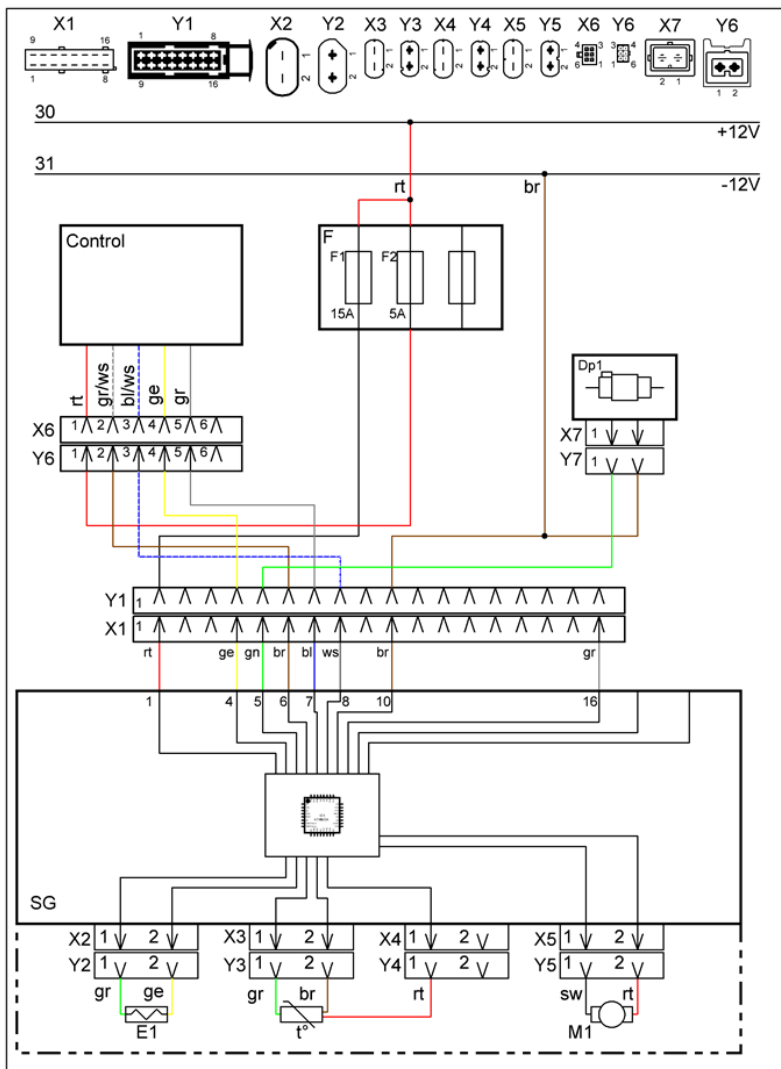 X1 Y1 X2 Y2 X3 Y3 X4 Y4 X5 Y5 X6 Y6 X7 Y6
9 16 1 8
1 8 9 16
1 2 1 2 1 2 1 2 1 2 1 2 1 2 1 2
4 3 1
3 4 1 6
2 1
1 2
30
+12V
31
-12V
rt br
Control
F
F1 F2
15A 5A
Dp1
rt gr/ws bl/ws ge gr
X6 1 2 3 4 5 6
Y6 1 2 3 4 5 6
X7 1
Y7 1
Y1 1
X1 1
rt ge gn br bl ws br gr
1 4 5 6 7 8 10 16
SG
X2 1 2 X3 1 2 X4 1 2 X5 1 2
Y2 1 2 Y3 1 2 Y4 1 2 Y5 1 2
gr ge gr br rt sw rt
E1 t° M1